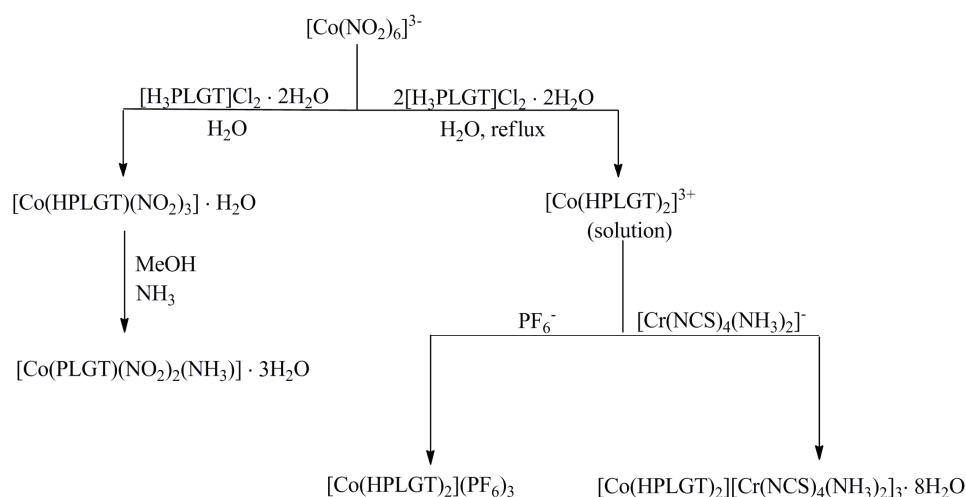 [Co(NO₂)₆]³⁻
[H₃PLGT]Cl₂ · 2H₂O
H₂O
2[H₃PLGT]Cl₂ · 2H₂O
H₂O, reflux
[Co(HPLGT)(NO₂)₃] · H₂O
[Co(HPLGT)₂]³⁺
(solution)
MeOH
NH₃
PF₆⁻
[Cr(NCS)₄(NH₃)₂]⁻
[Co(PLGT)(NO₂)₂(NH₃)] · 3H₂O
[Co(HPLGT)₂](PF₆)₃
[Co(HPLGT)₂][Cr(NCS)₄(NH₃)₂]₃ · 8H₂O